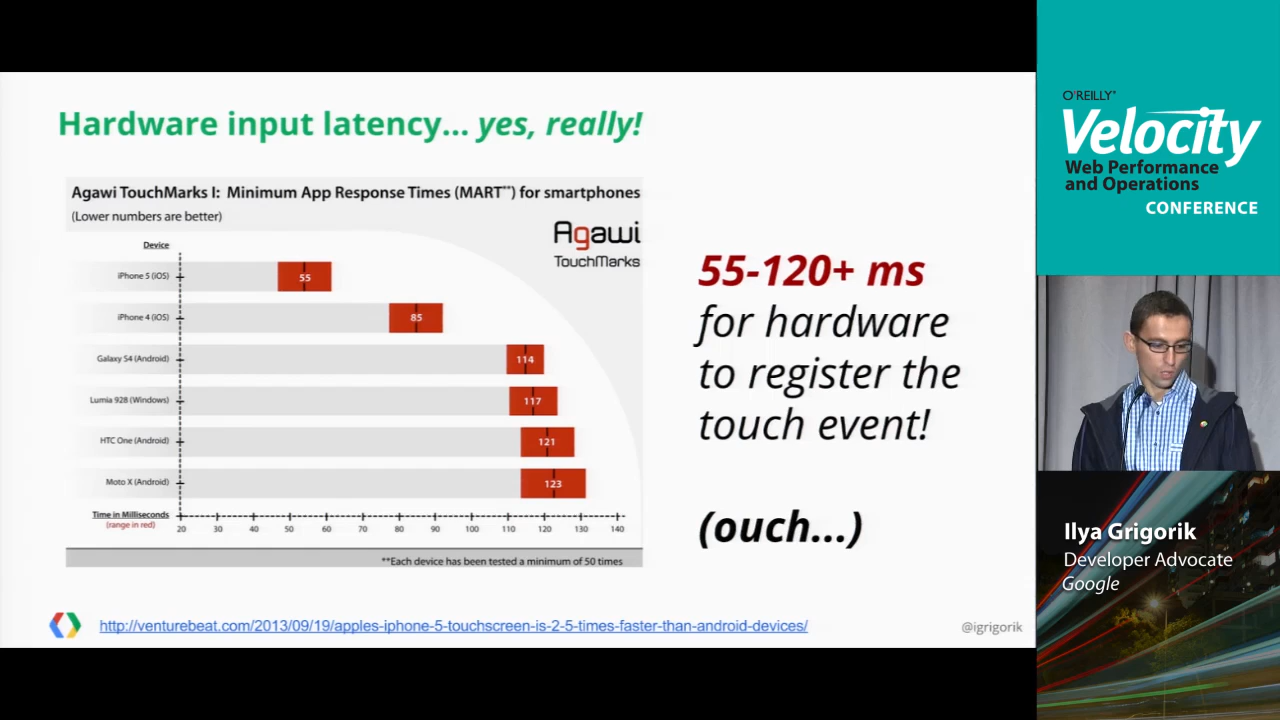 Hardware input latency... yes, really!
Agawi TouchMarks I: Minimum App Response Times (MART**) for smartphones
(Lower numbers are better)
Agawi
TouchMarks
Device
iPhone 5 (iOS)
55
iPhone 4 (iOS)
85
Galaxy S4 (Android)
114
Lumia 928 (Windows)
117
HTC One (Android)
121
Moto X (Android)
123
Time in Milliseconds
(range in red)
20 30 40 50 60 70 80 90 100 110 120 130 140
**Each device has been tested a minimum of 50 times
55-120+ ms
for hardware
to register the
touch event!
(ouch...)
http://venturebeat.com/2013/09/19/apples-iphone-5-touchscreen-is-2-5-times-faster-than-android-devices/
@igrigorik
O'REILLY®
Velocity
Web Performance
and Operations
CONFERENCE
Ilya Grigorik
Developer Advocate
Google